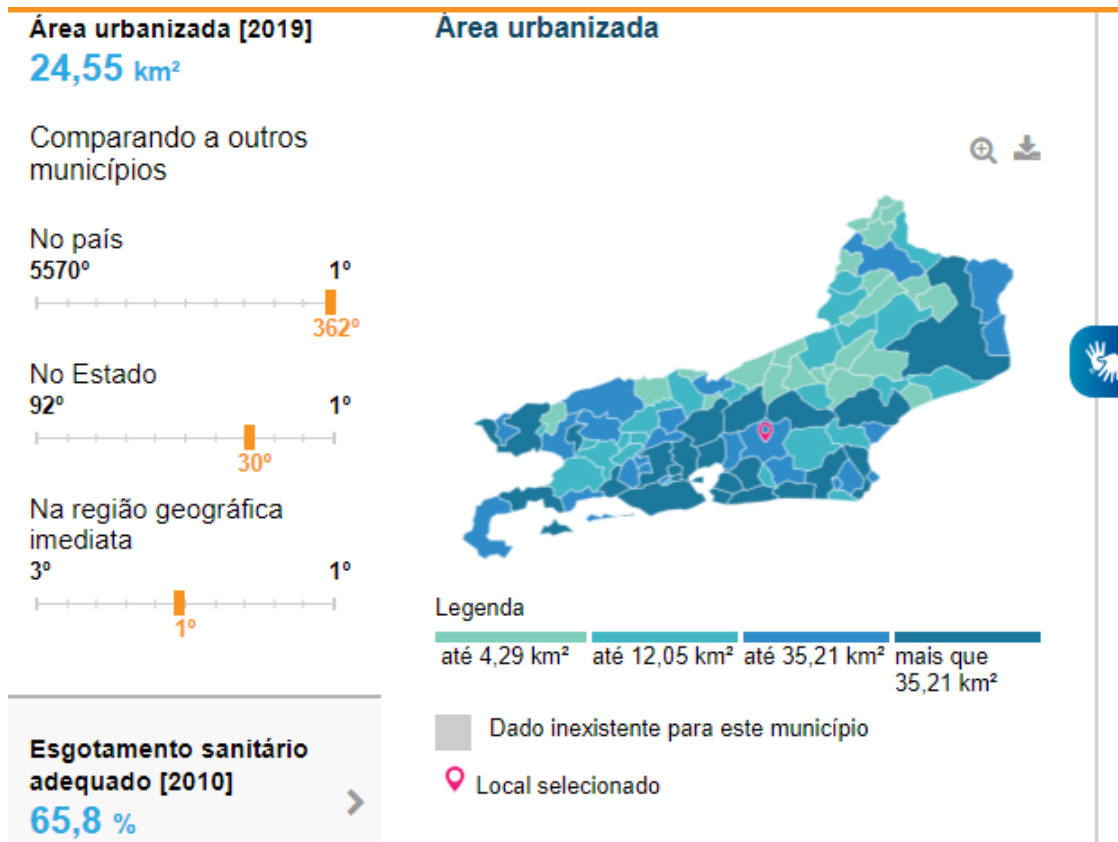 Área urbanizada [2019]
24,55 km²
Comparando a outros
municípios
No país
5570º 1º
362º
No Estado
92º 1º
30º
Na região geográfica
imediata
3º 1º
1º
Esgotamento sanitário
adequado [2010]
65,8 %
Área urbanizada
Legenda
até 4,29 km² até 12,05 km² até 35,21 km² mais que
35,21 km²
Dado inexistente para este município
Local selecionado